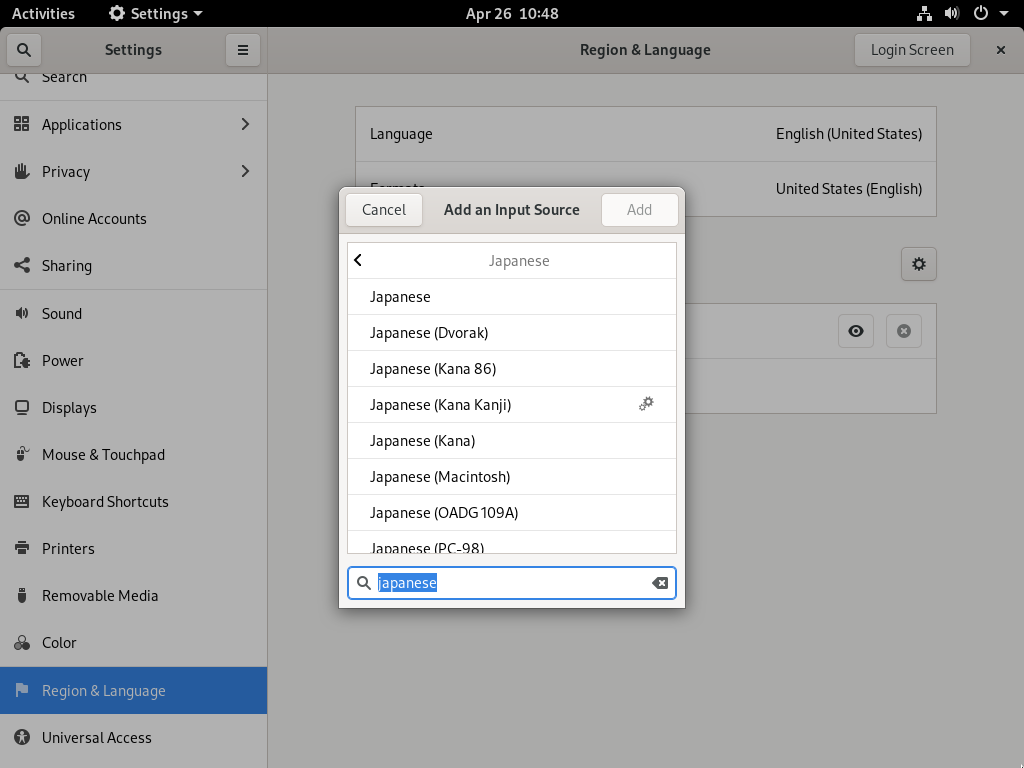 Activities Settings Apr 26 10:48
Settings Region & Language Login Screen
Search
Applications
Privacy
Online Accounts
Sharing
Sound
Power
Displays
Mouse & Touchpad
Keyboard Shortcuts
Printers
Removable Media
Color
Region & Language
Universal Access
Language English (United States)
Formats United States (English)
Cancel Add an Input Source Add
Japanese
Japanese
Japanese (Dvorak)
Japanese (Kana 86)
Japanese (Kana Kanji)
Japanese (Kana)
Japanese (Macintosh)
Japanese (OADG 109A)
Japanese (PC-98)
japanese